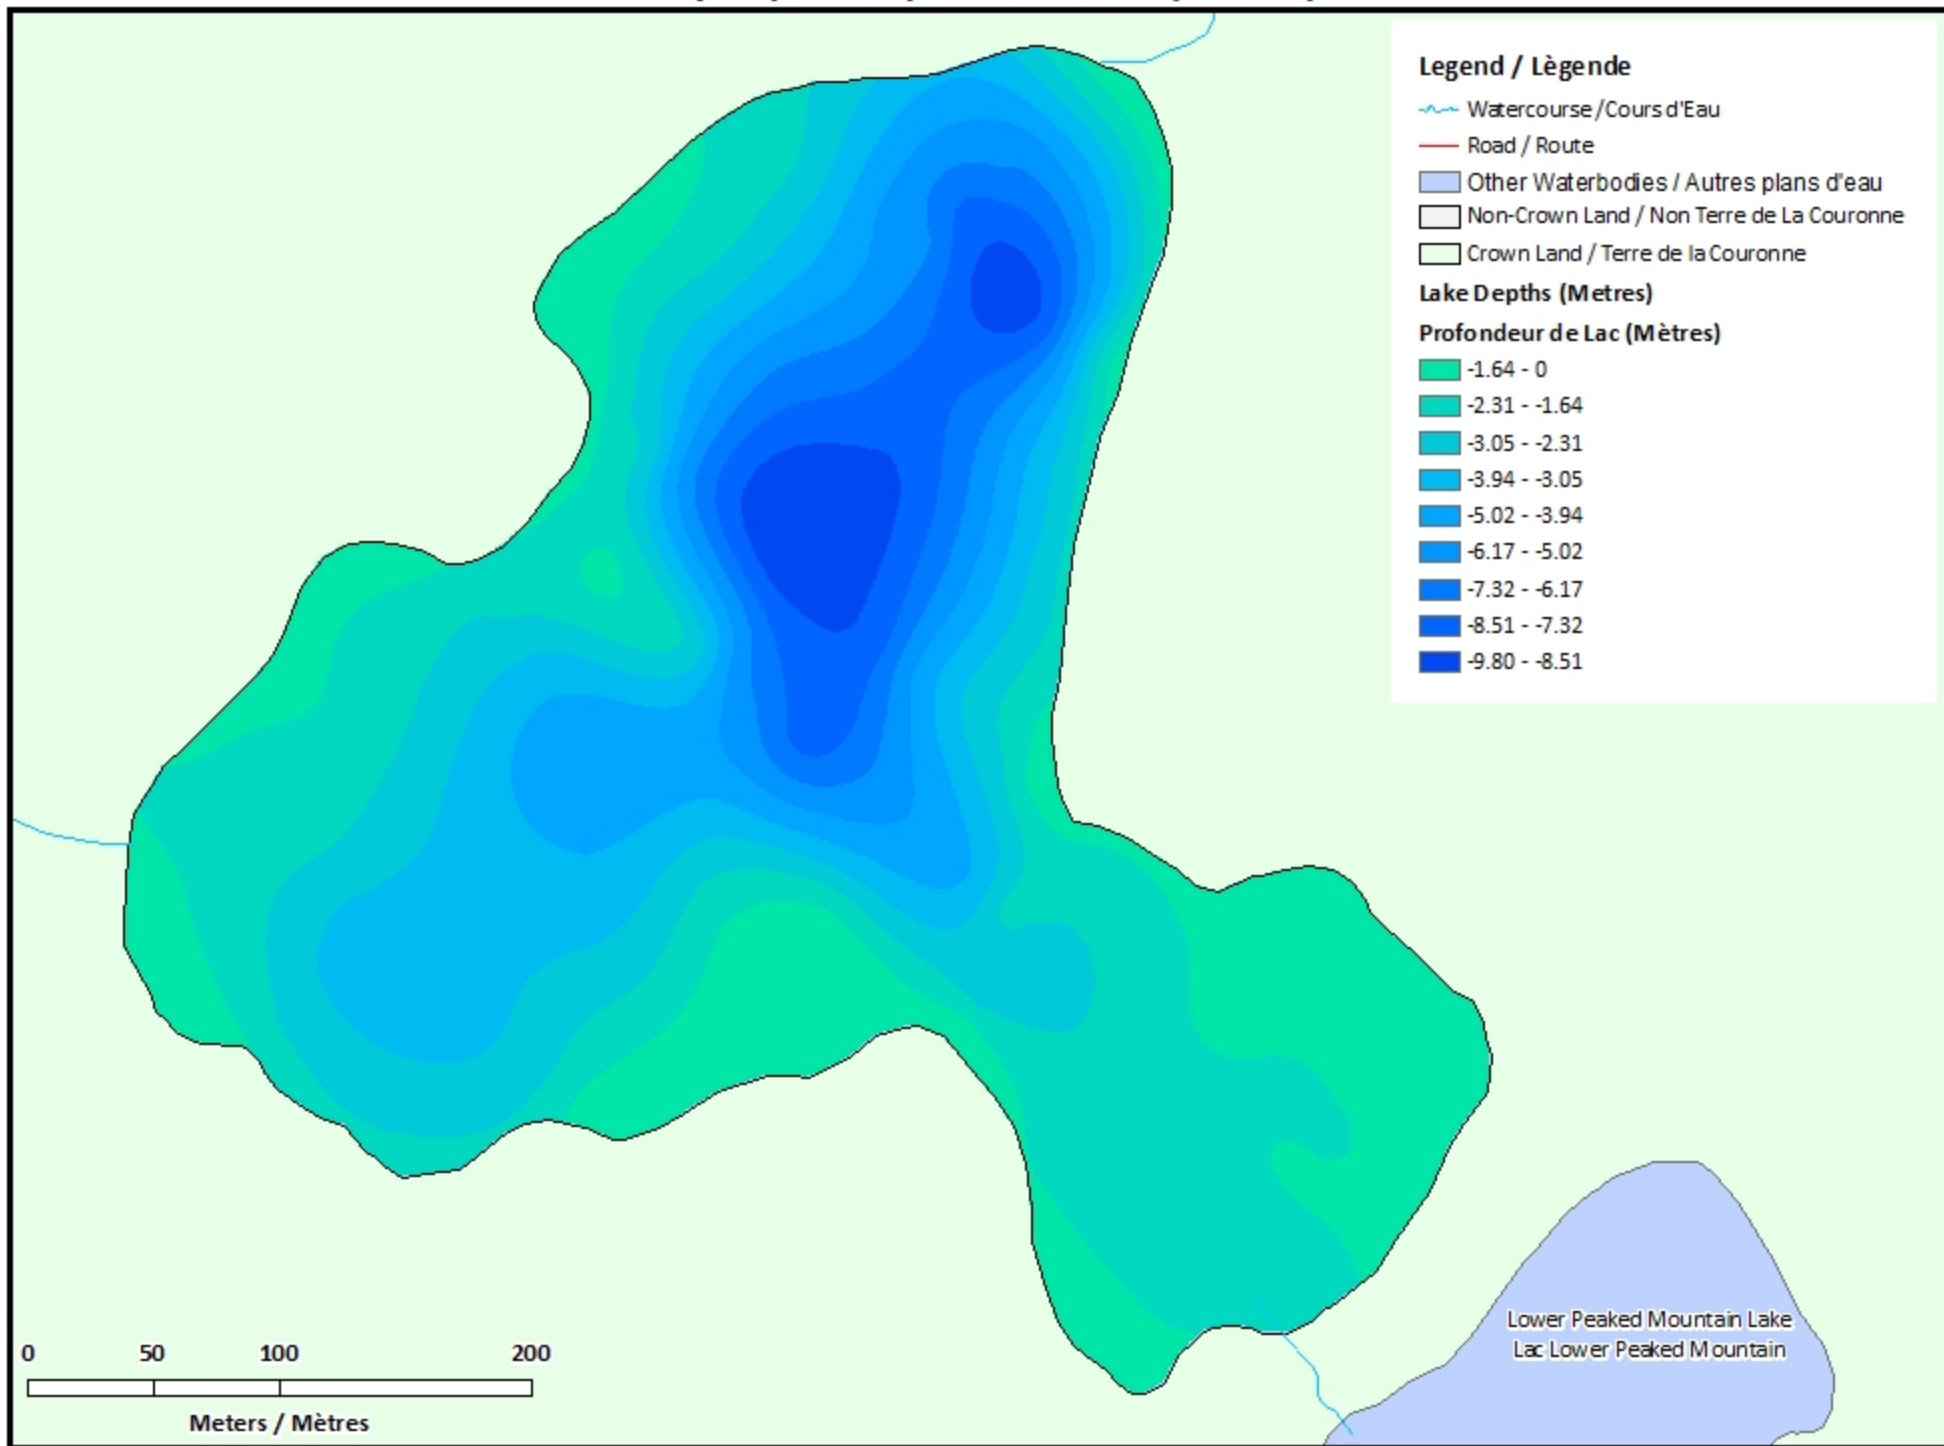 Legend / Lègende
Watercourse /Cours d'Eau
Road / Route
Other Waterbodies / Autres plans d'eau
Non-Crown Land / Non Terre de La Couronne
Crown Land / Terre de la Couronne
Lake Depths (Metres)
Profondeur de Lac (Mètres)
-1.64 - 0
-2.31 - -1.64
-3.05 - -2.31
-3.94 - -3.05
-5.02 - -3.94
-6.17 - -5.02
-7.32 - -6.17
-8.51 - -7.32
-9.80 - -8.51
Lower Peaked Mountain Lake
Lac Lower Peaked Mountain
0 50 100 200
Meters / Mètres